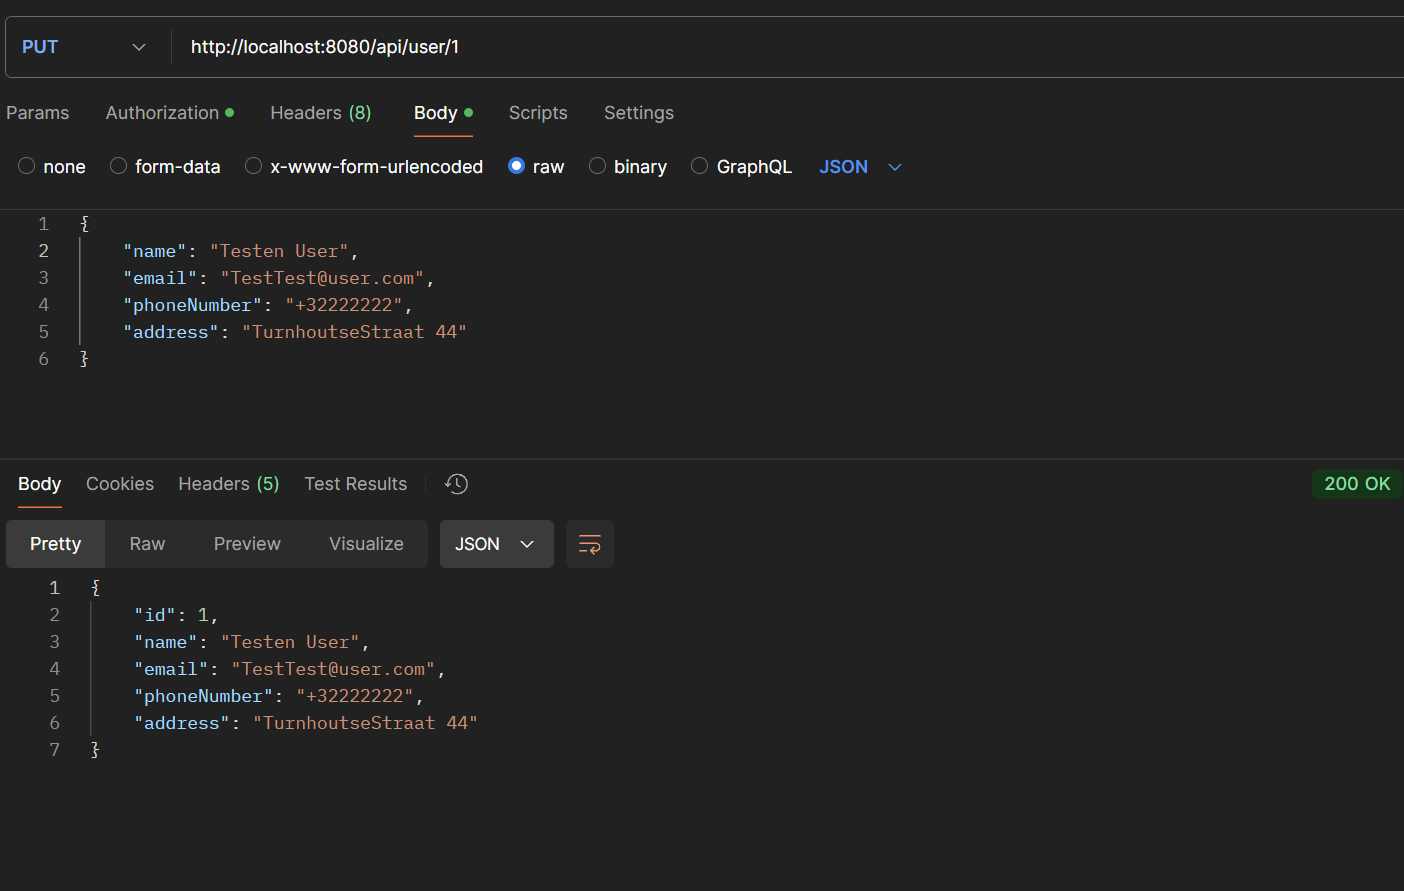 PUT http://localhost:8080/api/user/1
Params Authorization Headers (8) Body Scripts Settings
none form-data x-www-form-urlencoded raw binary GraphQL JSON
1 {
2 "name": "Testen User",
3 "email": "TestTest@user.com",
4 "phoneNumber": "+32222222",
5 "address": "TurnhoutseStraat 44"
6 }
Body Cookies Headers (5) Test Results 200 OK
Pretty Raw Preview Visualize JSON
1 {
2 "id": 1,
3 "name": "Testen User",
4 "email": "TestTest@user.com",
5 "phoneNumber": "+32222222",
6 "address": "TurnhoutseStraat 44"
7 }